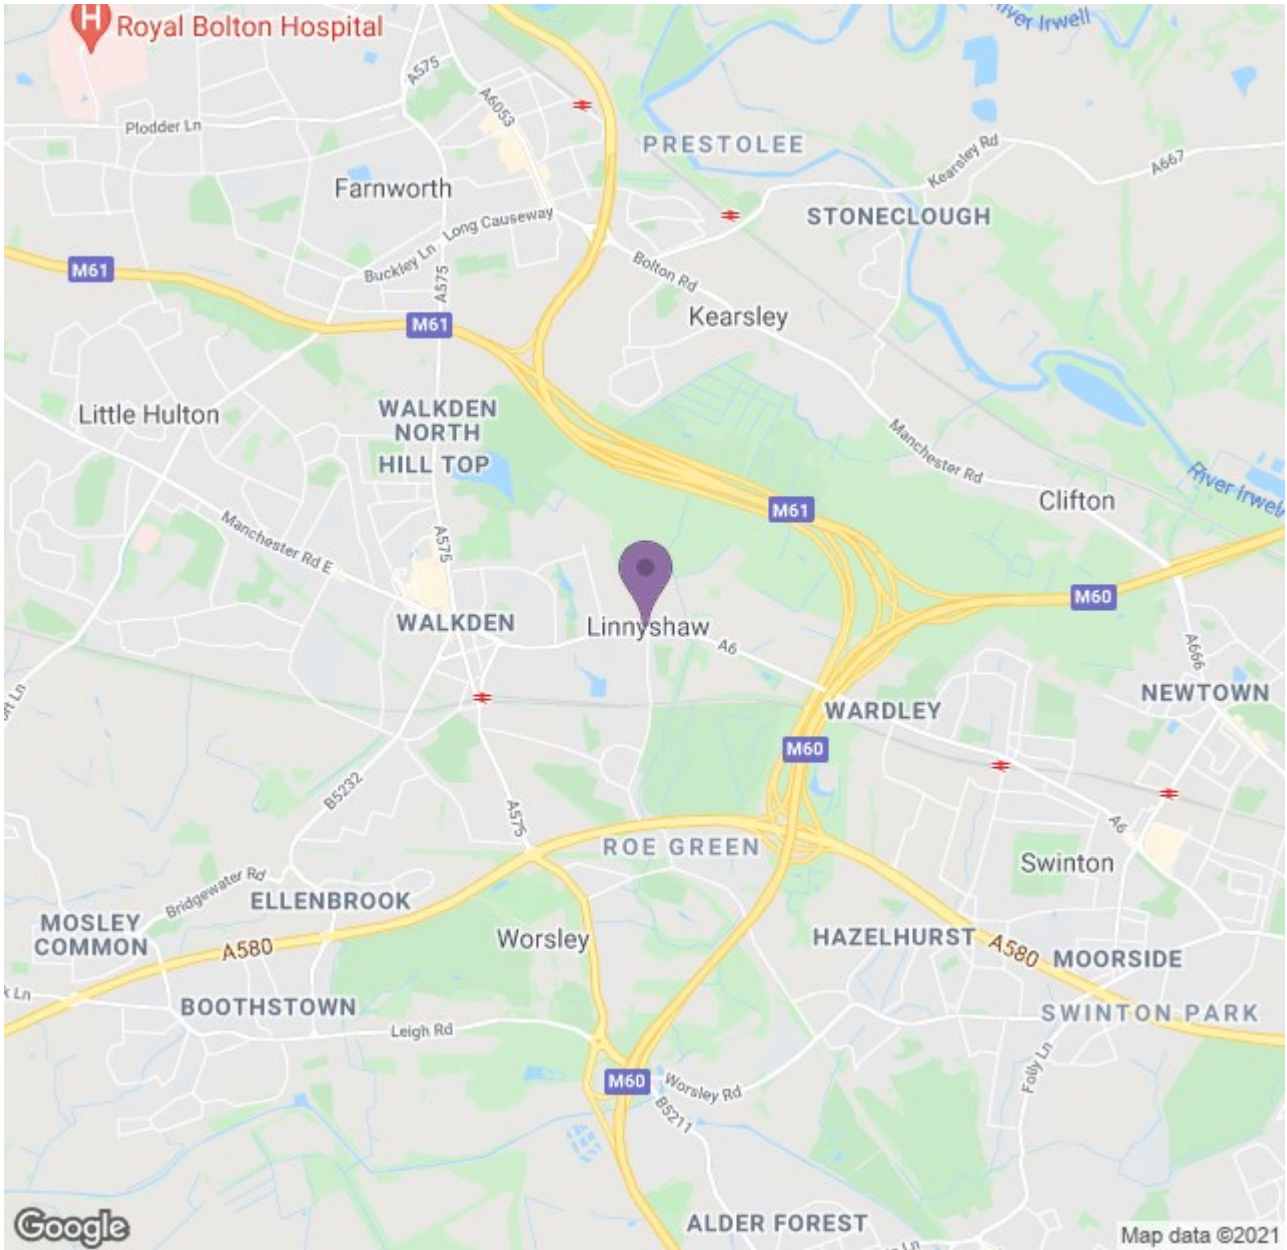 River Irwell
H
Royal Bolton Hospital
A575
A6053
Plodder Ln
PRESTOLEE
Kearsley Rd
A667
Farnworth
Long Causeway
STONECLOUGH
Buckley Ln
Bolton Rd
M61
A575
M61
Kearsley
Little Hulton
WALKDEN
NORTH
HILL TOP
Manchester Rd
River Irwell
Clifton
M61
Manchester Rd E
A575
M60
WALKDEN
Linnyshaw
A6
A666
NEWTOWN
WARDLEY
M60
B5232
A575
A6
ROE GREEN
Swinton
Bridgewater Rd
ELLENBROOK
MOSLEY
COMMON
A580
Worsley
HAZELHURST
A580
MOORSIDE
BOOTHSTOWN
SWINTON PARK
Leigh Rd
Folly Ln
M60
Worsley Rd
B5211
ALDER FOREST
Google
Map data ©2021